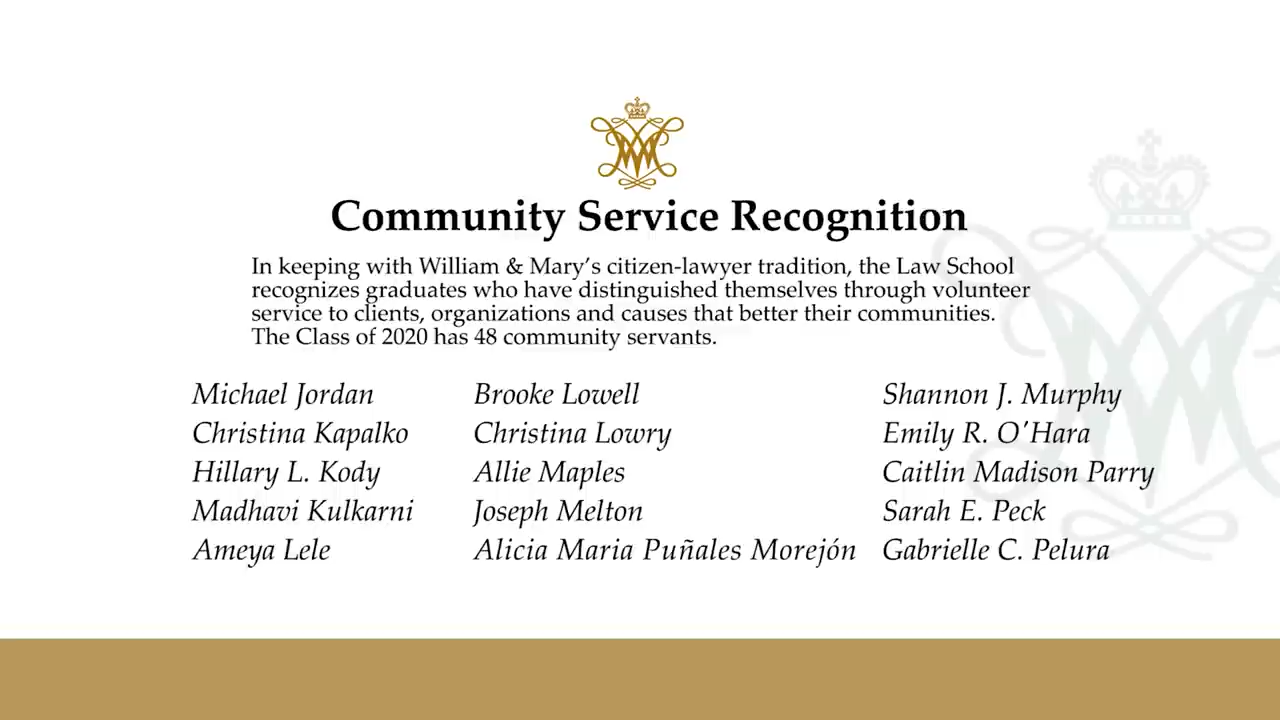 Community Service Recognition
In keeping with William & Mary’s citizen-lawyer tradition, the Law School
recognizes graduates who have distinguished themselves through volunteer
service to clients, organizations and causes that better their communities.
The Class of 2020 has 48 community servants.
Michael Jordan
Christina Kapalko
Hillary L. Kody
Madhavi Kulkarni
Ameya Lele
Brooke Lowell
Christina Lowry
Allie Maples
Joseph Melton
Alicia Maria Puñales Morejón
Shannon J. Murphy
Emily R. O'Hara
Caitlin Madison Parry
Sarah E. Peck
Gabrielle C. Pelura